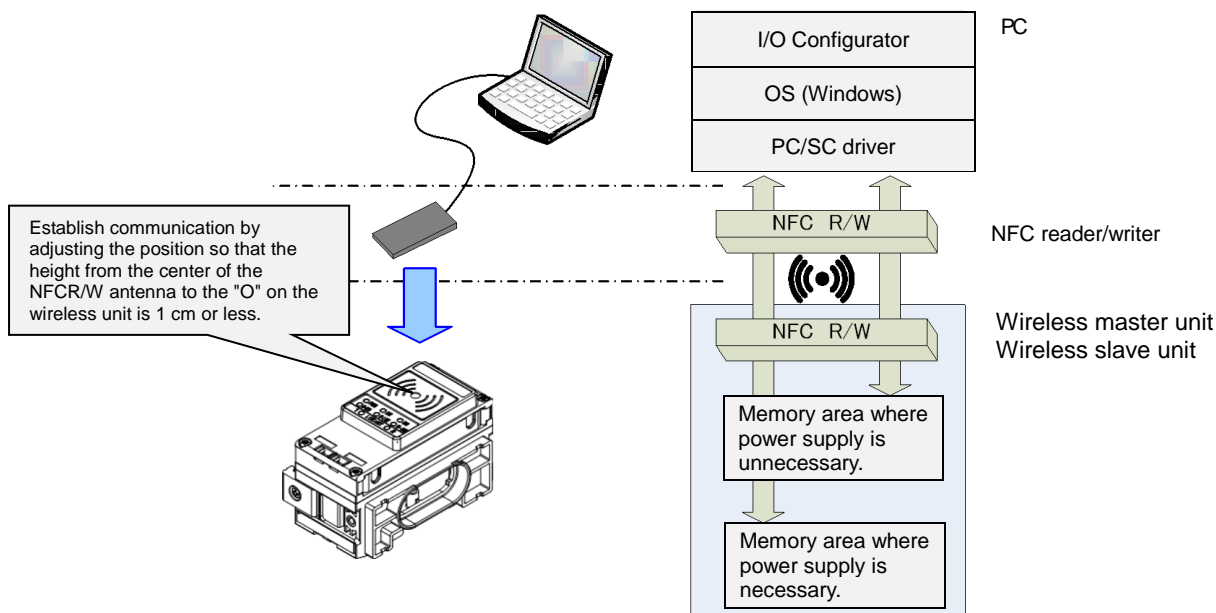 I/O Configurator
PC
OS (Windows)
PC/SC driver
Establish communication by
adjusting the position so that the
height from the center of the
NFCR/W antenna to the "O" on the
wireless unit is 1 cm or less.
NFC R/W
NFC reader/writer
NFC R/W
Wireless master unit
Wireless slave unit
Memory area where
power supply is
unnecessary.
Memory area where
power supply is
necessary.